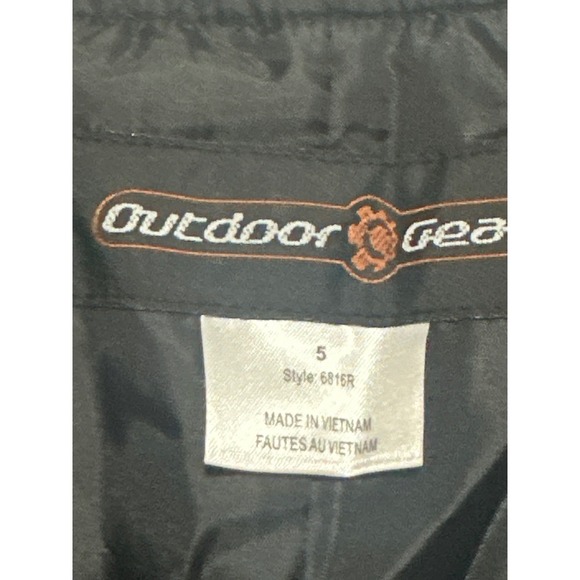 Outdoor Gea
5
Style: 6816R
MADE IN VIETNAM
FAUTES AU VIETNAM